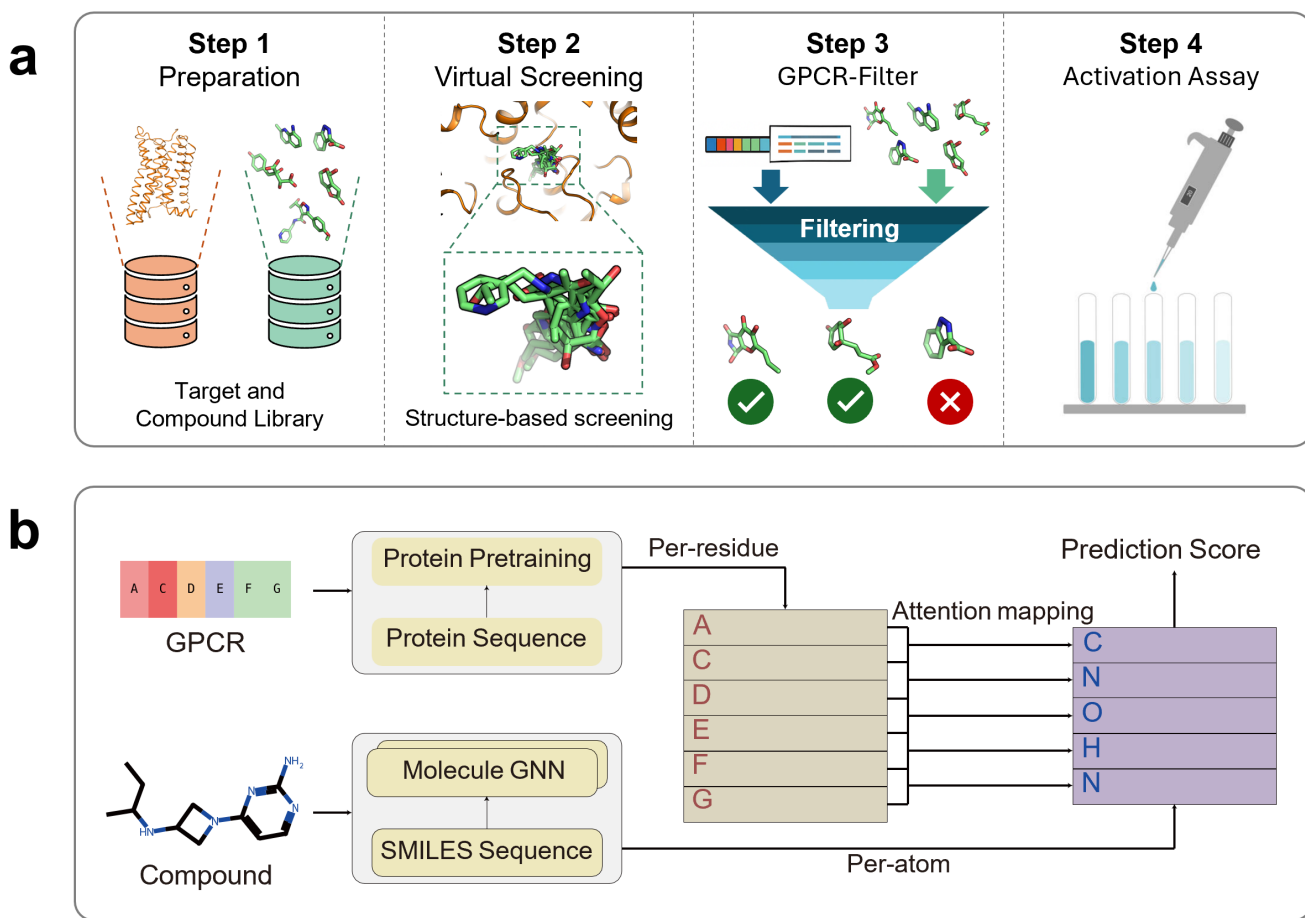 a
Step 1
Preparation
Target and
Compound Library
Step 2
Virtual Screening
Structure-based screening
Step 3
GPCR-Filter
Filtering
Step 4
Activation Assay
b
A C D E F G
GPCR
Protein Pretraining
Protein Sequence
Per-residue
A
C
D
E
F
G
Attention mapping
Prediction Score
C
N
O
H
N
NH2
N
N
N
HN
Compound
Molecule GNN
SMILES Sequence
Per-atom